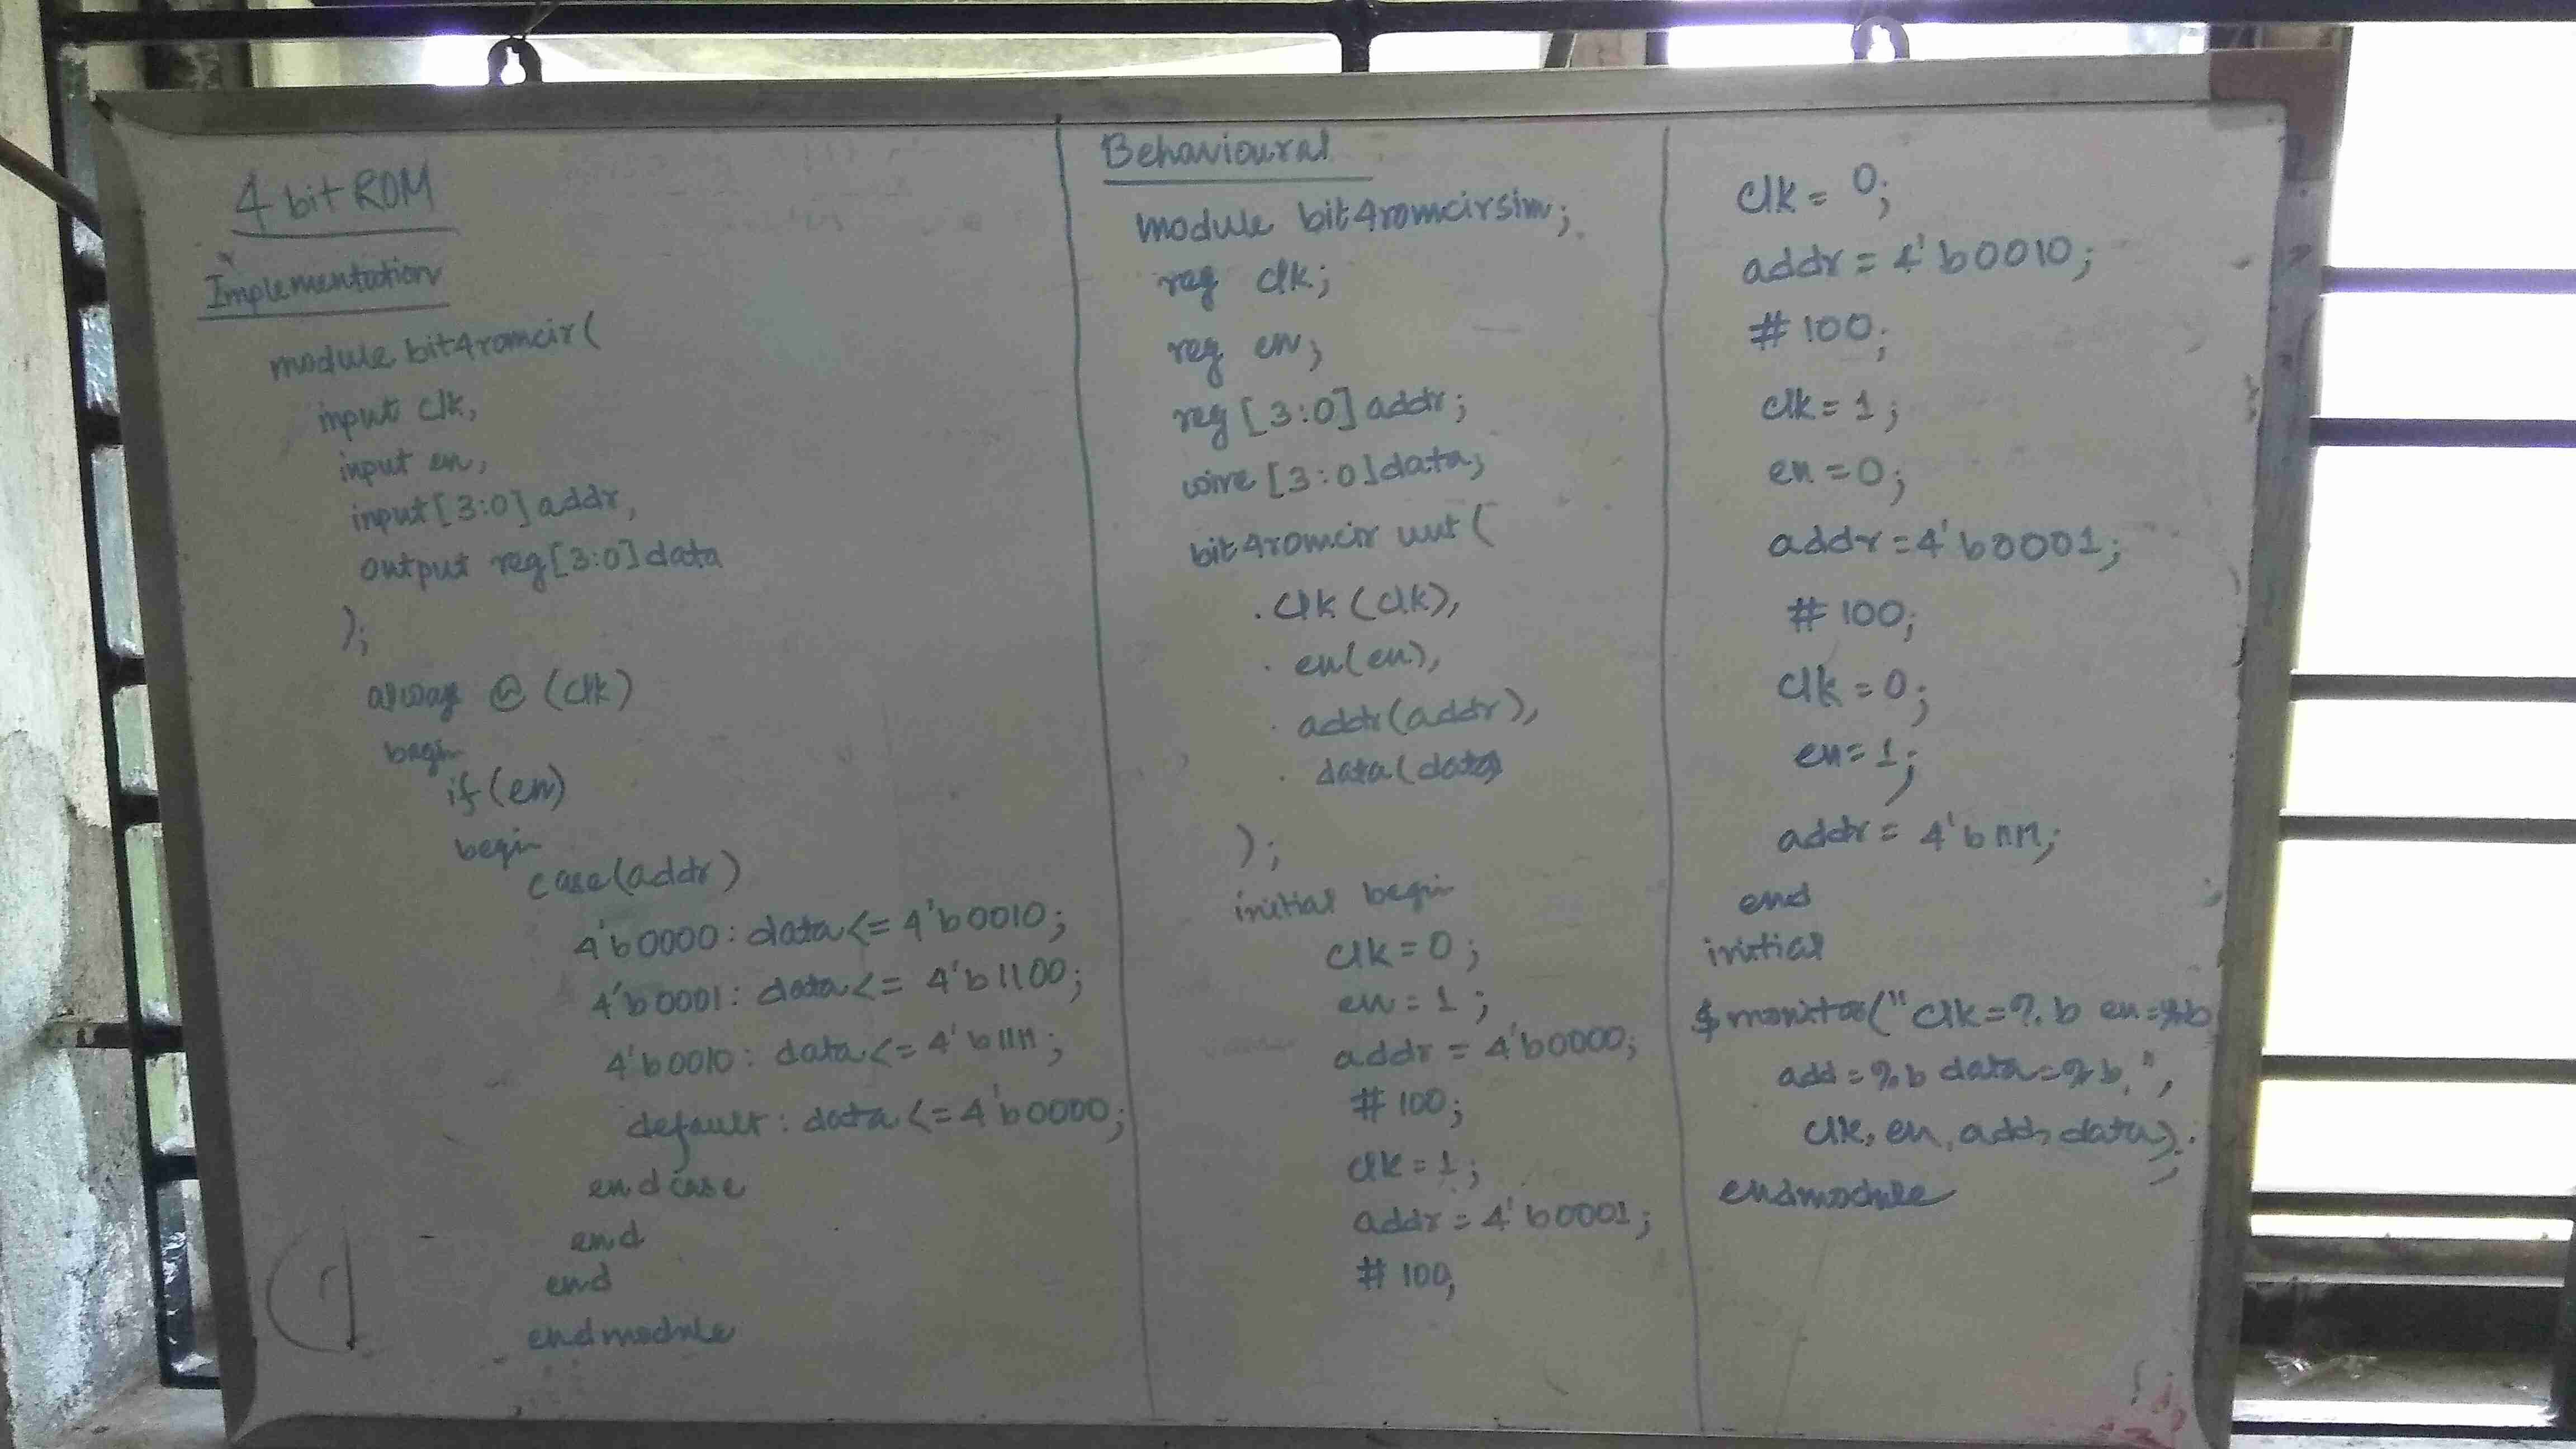 4 bit ROM
Implementation
module bit4romcir(
input clk,
input en,
input [3:0] addr,
output reg [3:0] data
);
always @ (clk)
begin
if (en)
begin
case (addr)
4'b0000 : data <= 4'b0010;
4'b0001 : data <= 4'b1100;
4'b0010 : data <= 4'b1111;
default : data <= 4'b0000;
endcase
end
end
endmodule
Behavioural
module bit4romcirsim;
reg clk;
reg en;
reg [3:0] addr;
wire [3:0] data;
bit4romcir uut (
.clk (clk),
. en (en),
. addr (addr),
. data (data)
);
initial begin
clk = 0;
en = 1;
addr = 4'b0000;
# 100;
clk = 1;
addr = 4'b0001;
# 100;
clk = 0;
addr = 4'b0010;
# 100;
clk = 1;
en = 0;
addr = 4'b0001;
# 100;
clk = 0;
en = 1;
addr = 4'b1111;
end
initial
$monitor("clk=%b en=%b
add=%b data=%b,",
clk, en, add, data);
endmodule